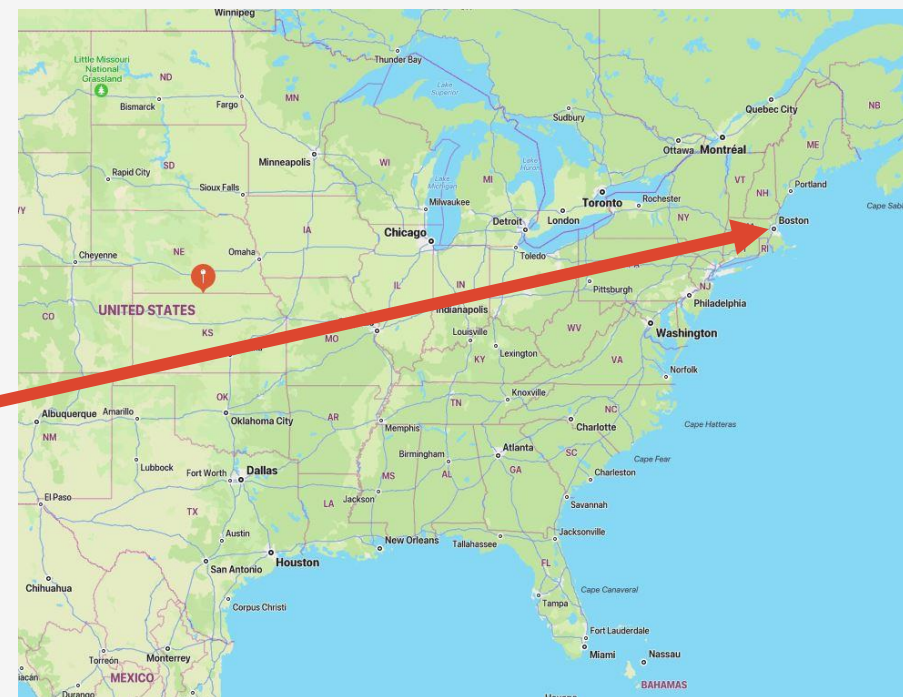 Winnipeg
Thunder Bay
Little Missouri
National
Grassland
ND
Bismarck
Fargo
MN
Lake
Superior
Sudbury
Quebec City
NB
Ottawa
Montréal
ME
Rapid City
SD
Minneapolis
WI
Sioux Falls
Lake
Michigan
MI
Lake
Huron
VT
NH
Portland
Toronto
Rochester
Cape Sabl
WY
Milwaukee
Detroit
London
NY
Boston
IA
Chicago
Toledo
RI
Cheyenne
NE
Omaha
IL
IN
Pittsburgh
NJ
Philadelphia
CO
UNITED STATES
Indianapolis
KS
MO
Louisville
WV
Washington
KY
Lexington
VA
Norfolk
OK
Knoxville
Albuquerque
Amarillo
Oklahoma City
AR
TN
NC
Charlotte
Cape Hatteras
NM
Memphis
Birmingham
Atlanta
SC
Cape Fear
Lubbock
Fort Worth
Dallas
MS
AL
GA
Charleston
El Paso
TX
LA
Jackson
Savannah
Austin
New Orleans
Tallahassee
Jacksonville
San Antonio
Houston
FL
Chihuahua
Cape Canaveral
Corpus Christi
Tampa
Fort Lauderdale
Torreón
Monterrey
Miami
Nassau
MEXICO
BAHAMAS
Durango